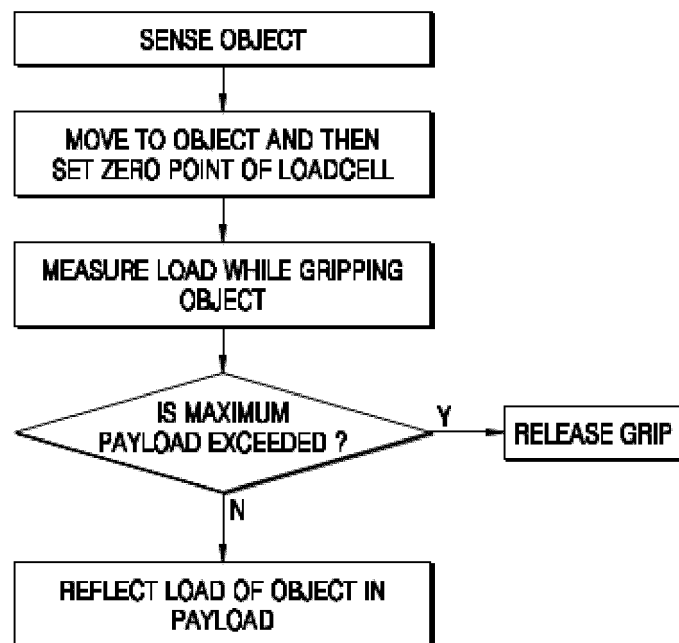 SENSE OBJECT
MOVE TO OBJECT AND THEN
SET ZERO POINT OF LOADCELL
MEASURE LOAD WHILE GRIPPING
OBJECT
IS MAXIMUM
PAYLOAD EXCEEDED ?
Y
RELEASE GRIP
N
REFLECT LOAD OF OBJECT IN
PAYLOAD